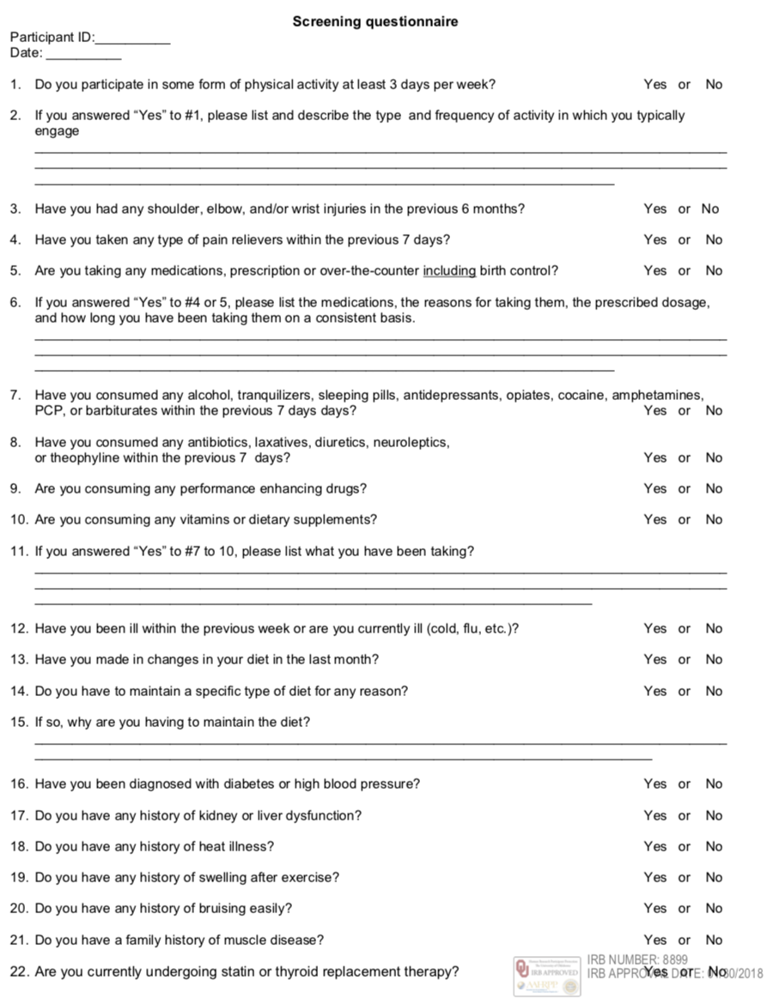 Screening questionnaire
Participant ID:__________
Date: __________
1. Do you participate in some form of physical activity at least 3 days per week? Yes or No
2. If you answered “Yes” to #1, please list and describe the type and frequency of activity in which you typically
engage
3. Have you had any shoulder, elbow, and/or wrist injuries in the previous 6 months? Yes or No
4. Have you taken any type of pain relievers within the previous 7 days? Yes or No
5. Are you taking any medications, prescription or over-the-counter including birth control? Yes or No
6. If you answered “Yes” to #4 or 5, please list the medications, the reasons for taking them, the prescribed dosage,
and how long you have been taking them on a consistent basis.
7. Have you consumed any alcohol, tranquilizers, sleeping pills, antidepressants, opiates, cocaine, amphetamines,
PCP, or barbiturates within the previous 7 days days? Yes or No
8. Have you consumed any antibiotics, laxatives, diuretics, neuroleptics,
or theophyline within the previous 7 days? Yes or No
9. Are you consuming any performance enhancing drugs? Yes or No
10. Are you consuming any vitamins or dietary supplements? Yes or No
11. If you answered “Yes” to #7 to 10, please list what you have been taking?
12. Have you been ill within the previous week or are you currently ill (cold, flu, etc.)? Yes or No
13. Have you made in changes in your diet in the last month? Yes or No
14. Do you have to maintain a specific type of diet for any reason? Yes or No
15. If so, why are you having to maintain the diet?
16. Have you been diagnosed with diabetes or high blood pressure? Yes or No
17. Do you have any history of kidney or liver dysfunction? Yes or No
18. Do you have any history of heat illness? Yes or No
19. Do you have any history of swelling after exercise? Yes or No
20. Do you have any history of bruising easily? Yes or No
21. Do you have a family history of muscle disease? Yes or No
22. Are you currently undergoing statin or thyroid replacement therapy? Yes or No
IRB APPROVED
IRB NUMBER: 8899
IRB APPROVAL DATE: